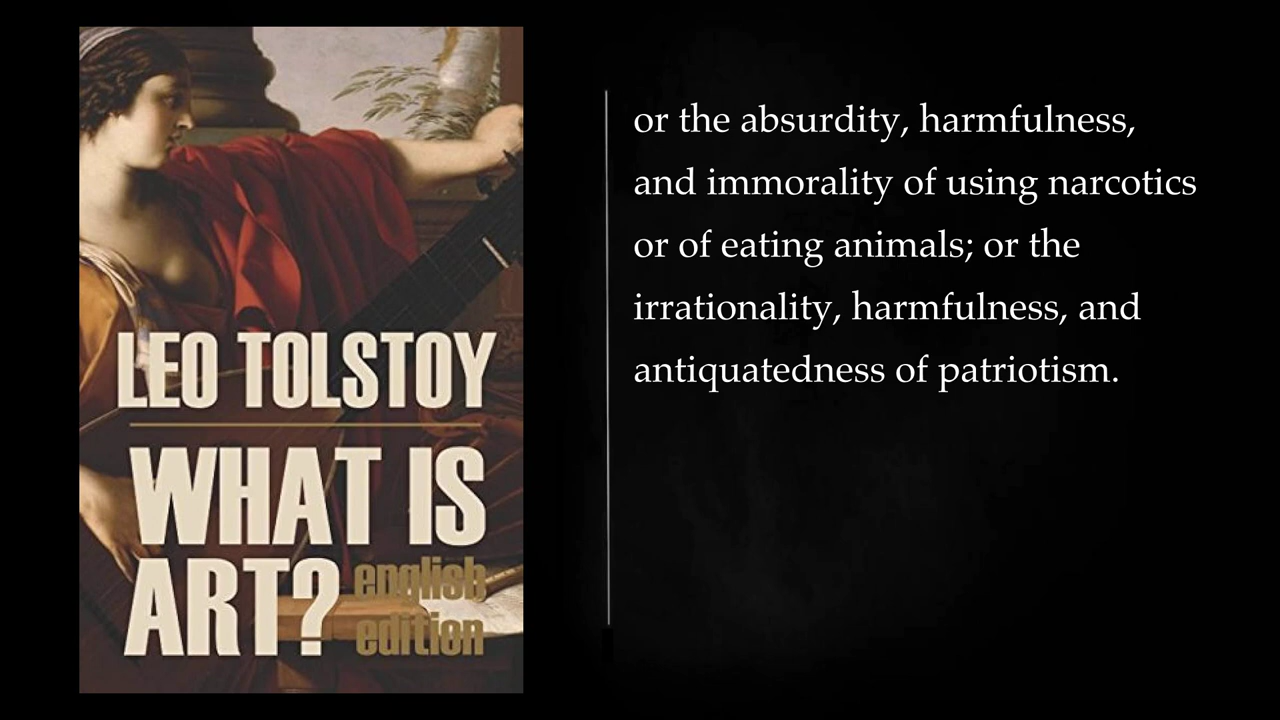 LEO TOLSTOY
WHAT IS
ART?
english
edition
or the absurdity, harmfulness,
and immorality of using narcotics
or of eating animals; or the
irrationality, harmfulness, and
antiquatedness of patriotism.